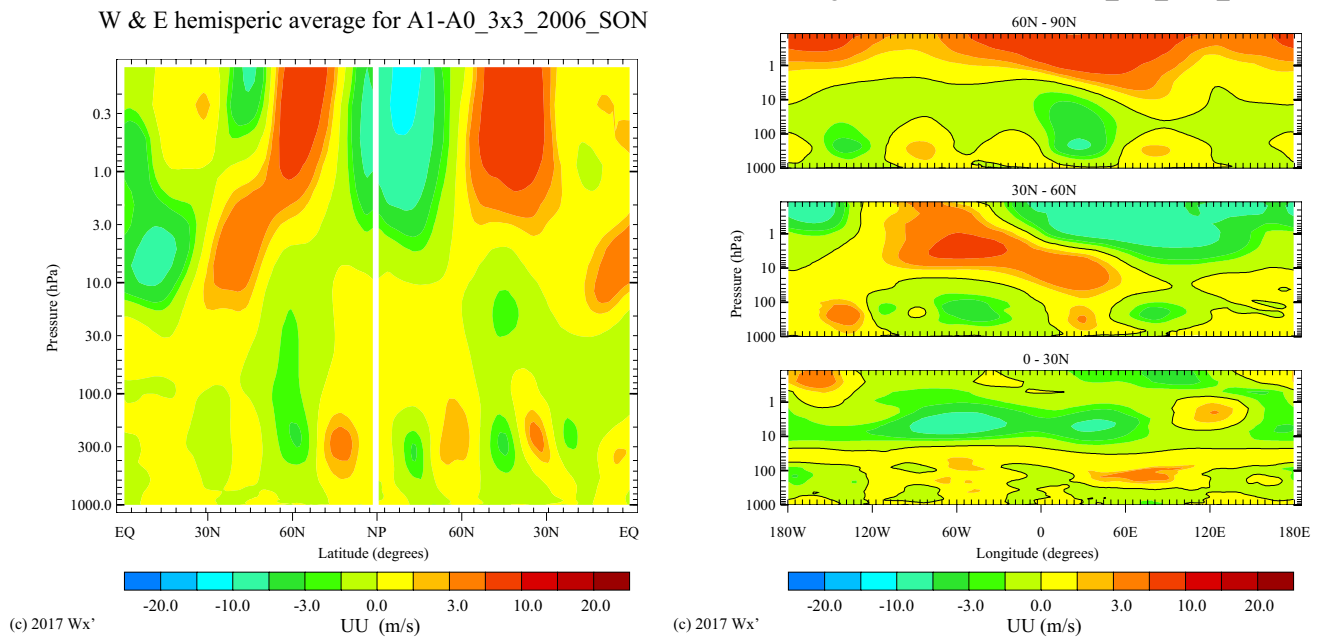 W & E hemisperic average for A1-A0_3x3_2006_SON
0.3
1.0
3.0
10.0
30.0
100.0
300.0
1000.0
Pressure (hPa)
EQ 30N 60N NP 60N 30N EQ
Latitude (degrees)
-20.0 -10.0 -3.0 0.0 3.0 10.0 20.0
UU (m/s)
(c) 2017 Wx'
60N - 90N
1
10
100
1000
30N - 60N
1
10
100
1000
Pressure (hPa)
0 - 30N
1
10
100
1000
180W 120W 60W 0 60E 120E 180E
Longitude (degrees)
-20.0 -10.0 -3.0 0.0 3.0 10.0 20.0
UU (m/s)
(c) 2017 Wx'